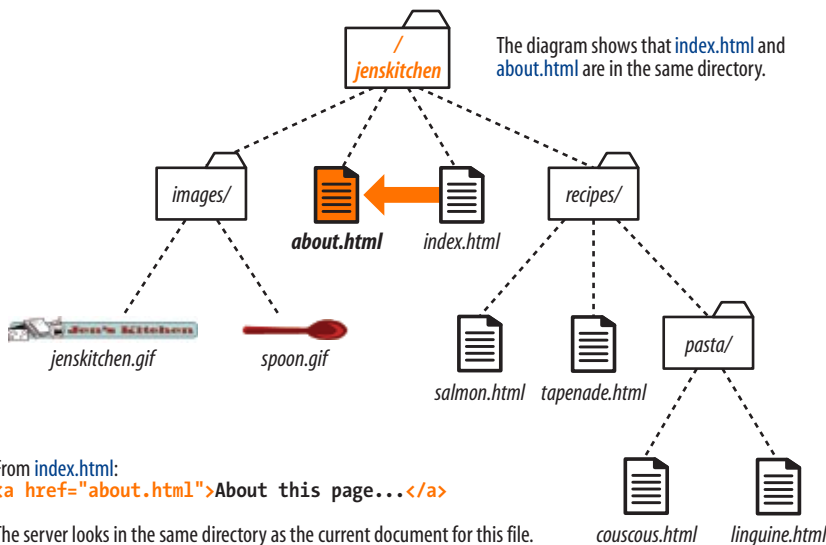 /
jenskitchen
The diagram shows that index.html and
about.html are in the same directory.
images/
recipes/
about.html
index.html
Jen's Kitchen
jenskitchen.gif
spoon.gif
pasta/
salmon.html
tapenade.html
From index.html:
<a href="about.html">About this page...</a>
The server looks in the same directory as the current document for this file.
couscous.html
linguine.html